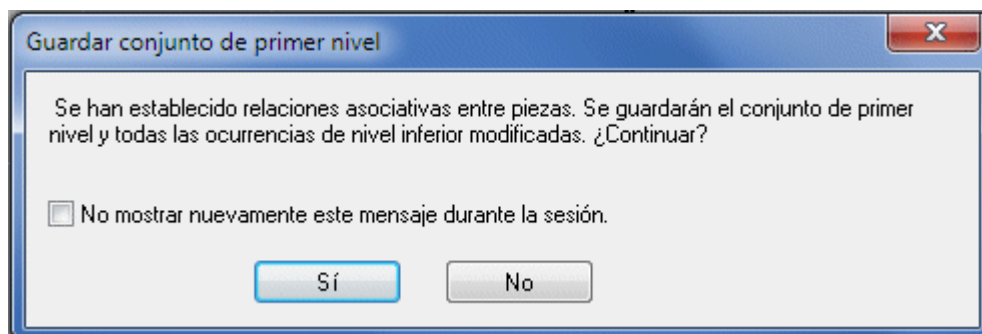 Guardar conjunto de primer nivel
Se han establecido relaciones asociativas entre piezas. Se guardarán el conjunto de primer
nivel y todas las ocurrencias de nivel inferior modificadas. ¿Continuar?
No mostrar nuevamente este mensaje durante la sesión.
Sí
No